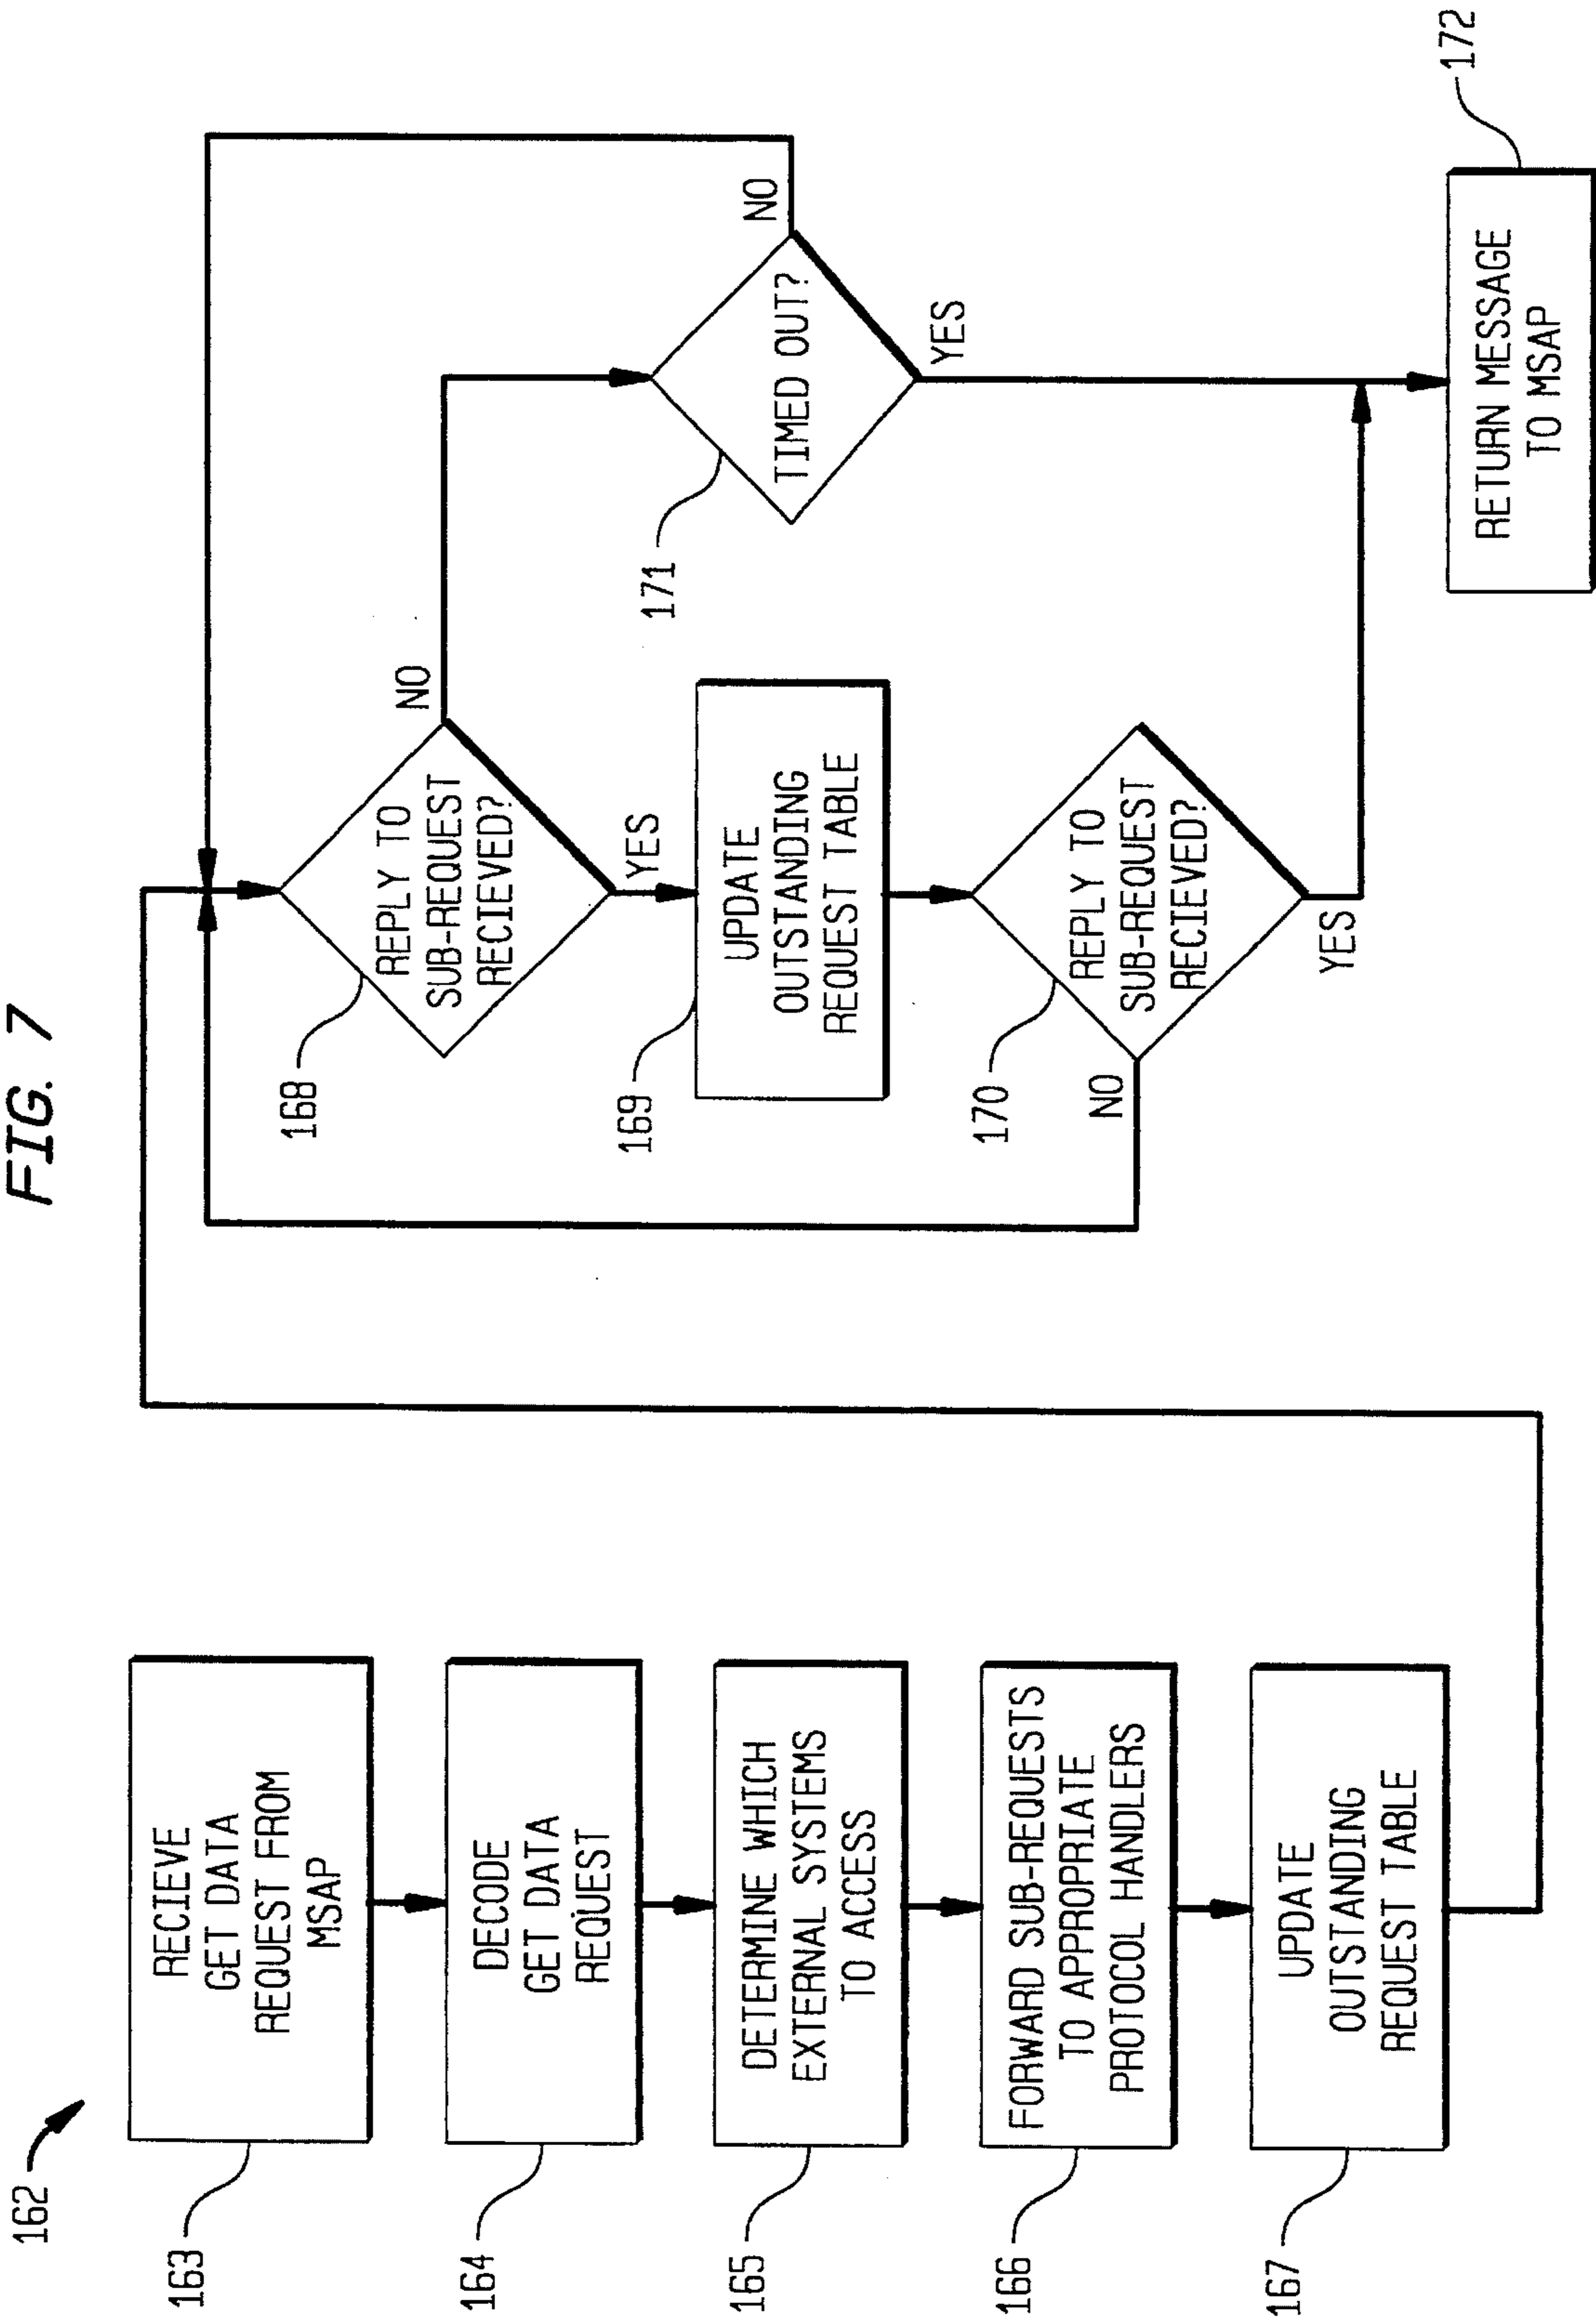 FIG. 7
162
163
RECIEVE
GET DATA
REQUEST FROM
MSAP
164
DECODE
GET DATA
REQUEST
165
DETERMINE WHICH
EXTERNAL SYSTEMS
TO ACCESS
166
FORWARD SUB-REQUESTS
TO APPROPRIATE
PROTOCOL HANDLERS
167
UPDATE
OUTSTANDING
REQUEST TABLE
168
REPLY TO
SUB-REQUEST
RECIEVED?
NO
YES
169
UPDATE
OUTSTANDING
REQUEST TABLE
170
REPLY TO
SUB-REQUEST
RECIEVED?
NO
YES
171
TIMED OUT?
NO
YES
172
RETURN MESSAGE
TO MSAP